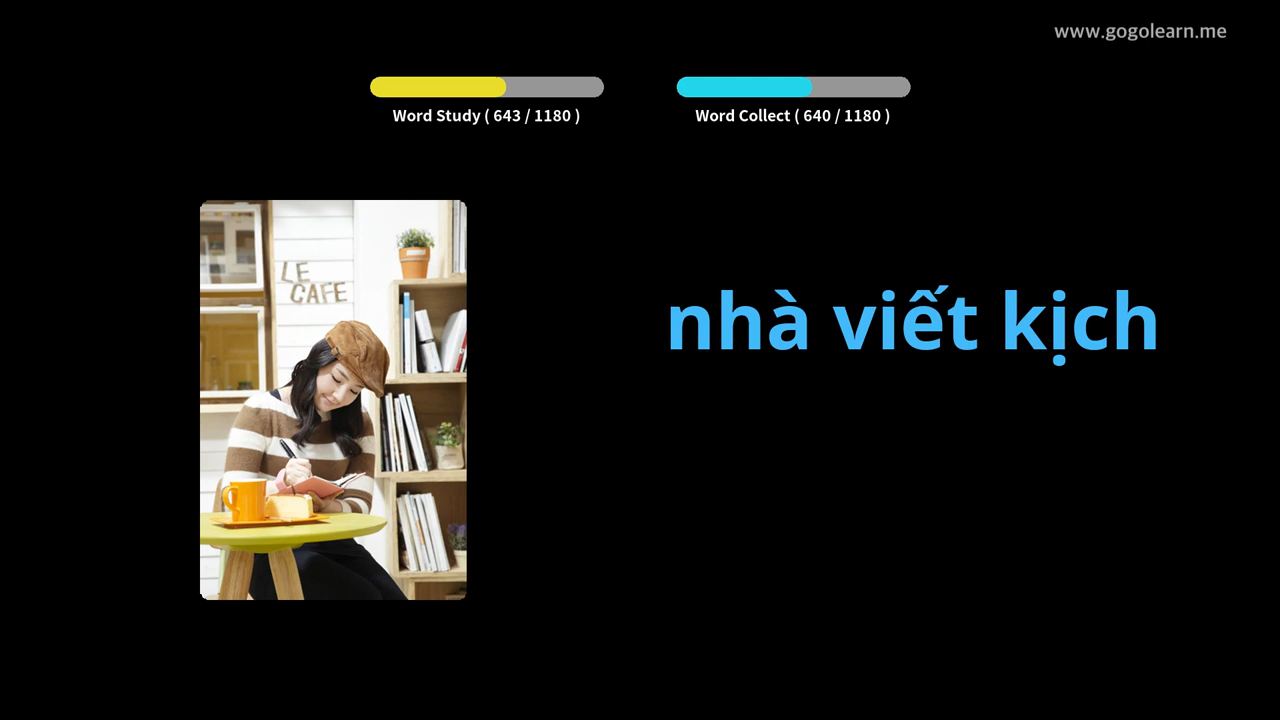 www.gogolearn.me
Word Study ( 643 / 1180 )
Word Collect ( 640 / 1180 )
LE
CAFE
nhà viết kịch